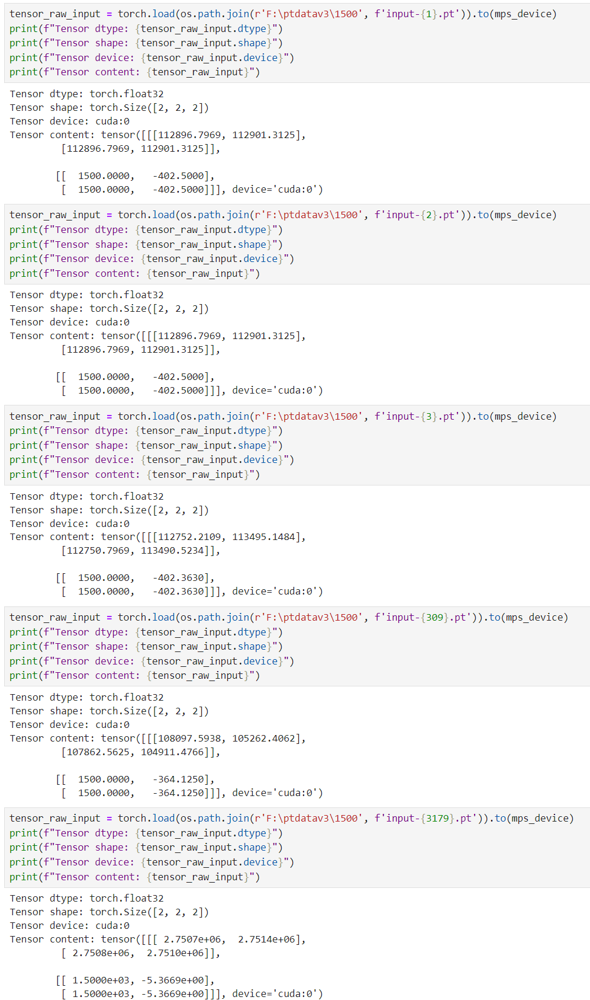 tensor_raw_input = torch.load(os.path.join(r'F:\ptdatav3\1500', f'input-{1}.pt')).to(mps_device)
print(f"Tensor dtype: {tensor_raw_input.dtype}")
print(f"Tensor shape: {tensor_raw_input.shape}")
print(f"Tensor device: {tensor_raw_input.device}")
print(f"Tensor content: {tensor_raw_input}")
Tensor dtype: torch.float32
Tensor shape: torch.Size([2, 2, 2])
Tensor device: cuda:0
Tensor content: tensor([[[112896.7969, 112901.3125],
         [112896.7969, 112901.3125]],
        [[  1500.0000,   -402.5000],
         [  1500.0000,   -402.5000]]], device='cuda:0')
tensor_raw_input = torch.load(os.path.join(r'F:\ptdatav3\1500', f'input-{2}.pt')).to(mps_device)
print(f"Tensor dtype: {tensor_raw_input.dtype}")
print(f"Tensor shape: {tensor_raw_input.shape}")
print(f"Tensor device: {tensor_raw_input.device}")
print(f"Tensor content: {tensor_raw_input}")
Tensor dtype: torch.float32
Tensor shape: torch.Size([2, 2, 2])
Tensor device: cuda:0
Tensor content: tensor([[[112896.7969, 112901.3125],
         [112896.7969, 112901.3125]],
        [[  1500.0000,   -402.5000],
         [  1500.0000,   -402.5000]]], device='cuda:0')
tensor_raw_input = torch.load(os.path.join(r'F:\ptdatav3\1500', f'input-{3}.pt')).to(mps_device)
print(f"Tensor dtype: {tensor_raw_input.dtype}")
print(f"Tensor shape: {tensor_raw_input.shape}")
print(f"Tensor device: {tensor_raw_input.device}")
print(f"Tensor content: {tensor_raw_input}")
Tensor dtype: torch.float32
Tensor shape: torch.Size([2, 2, 2])
Tensor device: cuda:0
Tensor content: tensor([[[112752.2109, 113495.1484],
         [112750.7969, 113490.5234]],
        [[  1500.0000,   -402.3630],
         [  1500.0000,   -402.3630]]], device='cuda:0')
tensor_raw_input = torch.load(os.path.join(r'F:\ptdatav3\1500', f'input-{309}.pt')).to(mps_device)
print(f"Tensor dtype: {tensor_raw_input.dtype}")
print(f"Tensor shape: {tensor_raw_input.shape}")
print(f"Tensor device: {tensor_raw_input.device}")
print(f"Tensor content: {tensor_raw_input}")
Tensor dtype: torch.float32
Tensor shape: torch.Size([2, 2, 2])
Tensor device: cuda:0
Tensor content: tensor([[[108097.5938, 105262.4062],
         [107862.5625, 104911.4766]],
        [[  1500.0000,   -364.1250],
         [  1500.0000,   -364.1250]]], device='cuda:0')
tensor_raw_input = torch.load(os.path.join(r'F:\ptdatav3\1500', f'input-{3179}.pt')).to(mps_device)
print(f"Tensor dtype: {tensor_raw_input.dtype}")
print(f"Tensor shape: {tensor_raw_input.shape}")
print(f"Tensor device: {tensor_raw_input.device}")
print(f"Tensor content: {tensor_raw_input}")
Tensor dtype: torch.float32
Tensor shape: torch.Size([2, 2, 2])
Tensor device: cuda:0
Tensor content: tensor([[[ 2.7507e+06,  2.7514e+06],
         [ 2.7508e+06,  2.7510e+06]],
        [[ 1.5000e+03, -5.3669e+00],
         [ 1.5000e+03, -5.3669e+00]]], device='cuda:0')